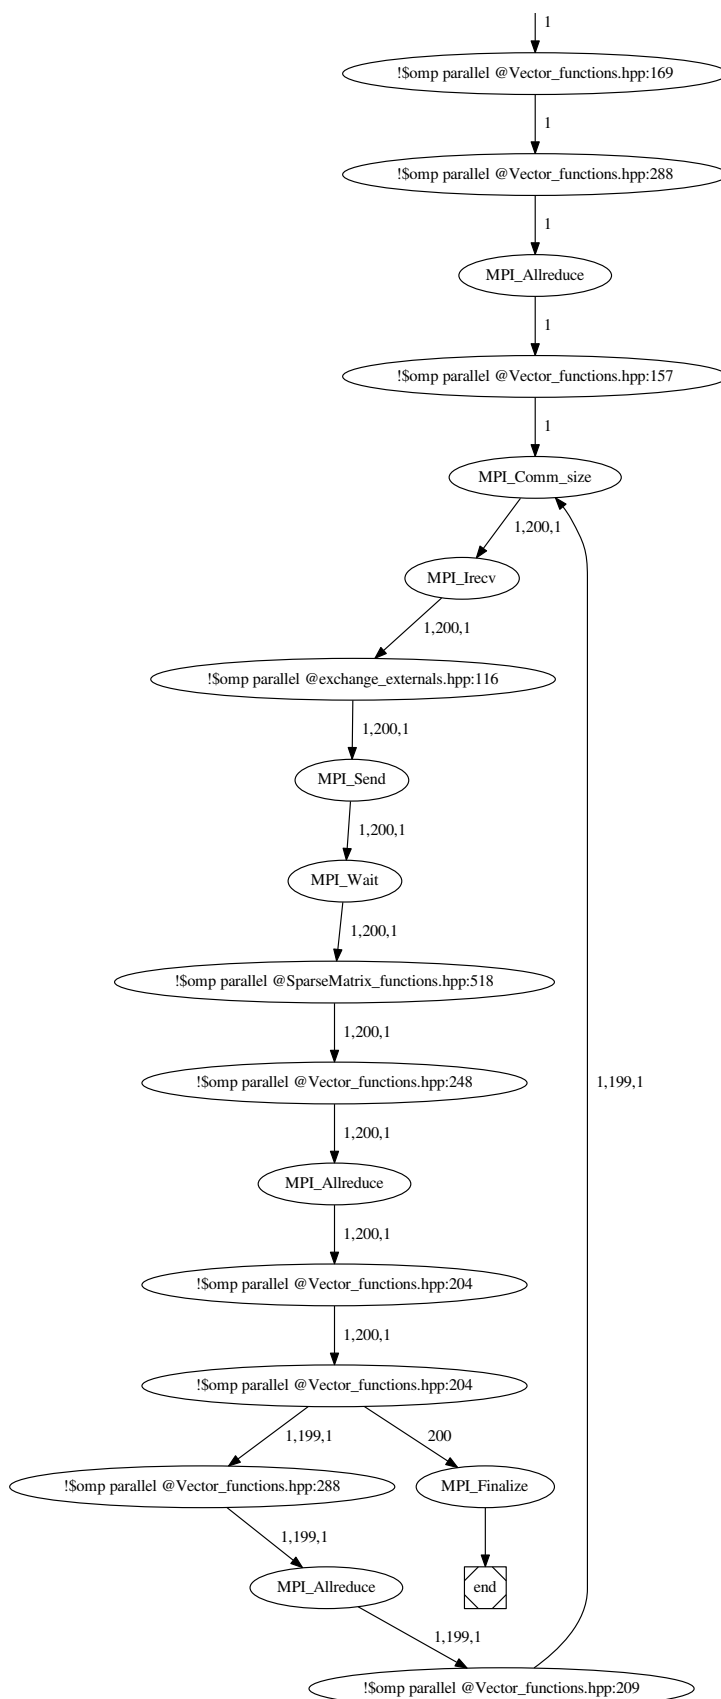 1
!$omp parallel @Vector_functions.hpp:169
1
!$omp parallel @Vector_functions.hpp:288
1
MPI_Allreduce
1
!$omp parallel @Vector_functions.hpp:157
1
MPI_Comm_size
1,200,1
MPI_Irecv
1,200,1
!$omp parallel @exchange_externals.hpp:116
1,200,1
MPI_Send
1,200,1
MPI_Wait
1,200,1
!$omp parallel @SparseMatrix_functions.hpp:518
1,200,1
!$omp parallel @Vector_functions.hpp:248
1,199,1
1,200,1
MPI_Allreduce
1,200,1
!$omp parallel @Vector_functions.hpp:204
1,200,1
!$omp parallel @Vector_functions.hpp:204
1,199,1
200
!$omp parallel @Vector_functions.hpp:288
MPI_Finalize
1,199,1
MPI_Allreduce
end
1,199,1
!$omp parallel @Vector_functions.hpp:209